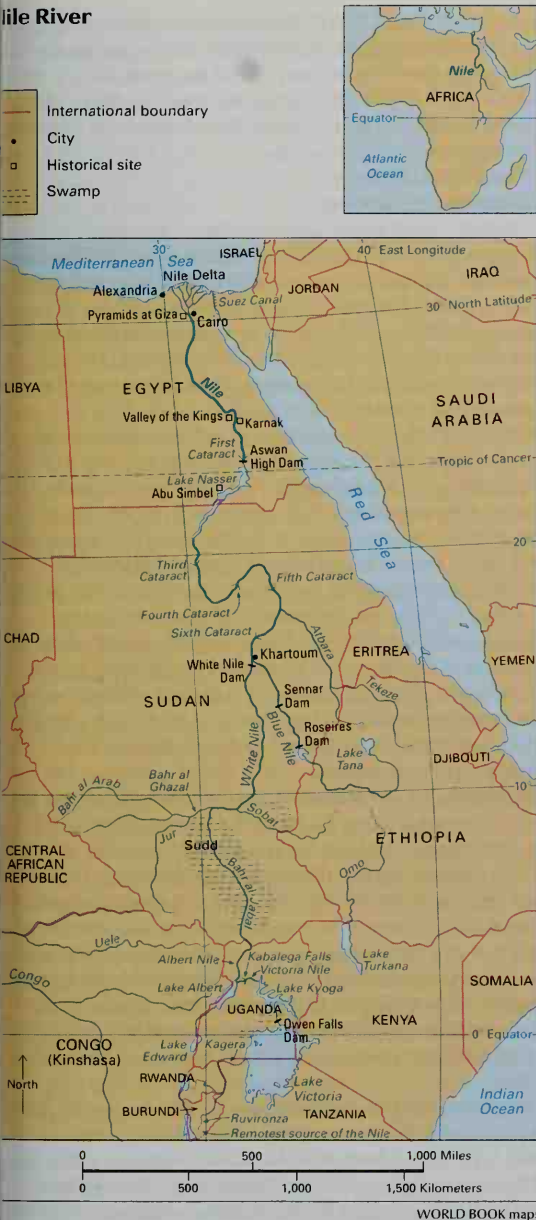 Nile River
International boundary
City
Historical site
Swamp
Nile
AFRICA
Equator
Atlantic
Ocean
30°
Mediterranean Sea
ISRAEL
40° East Longitude
IRAQ
Nile Delta
Alexandria
Suez Canal
JORDAN
30 North Latitude
Pyramids at Giza
Cairo
LIBYA
EGYPT
Nile
SAUDI
ARABIA
Valley of the Kings
Karnak
First
Cataract
Aswan
High Dam
Tropic of Cancer
Lake Nasser
Abu Simbel
Red Sea
20
Third
Cataract
Fifth Cataract
Fourth Cataract
Sixth Cataract
Atbara
CHAD
Khartoum
ERITREA
YEMEN
White Nile
Dam
Tekeze
SUDAN
Sennar
Dam
Blue Nile
Roseires
Dam
White Nile
Lake
Tana
DJIBOUTI
Bahr al Arab
Bahr al
Ghazal
10
Sobat
Jur
Sudd
ETHIOPIA
CENTRAL
AFRICAN
REPUBLIC
Bahr al Jabal
Omo
Uele
Albert Nile
Kabalega Falls
Victoria Nile
Lake
Turkana
Congo
Lake Albert
Lake Kyoga
SOMALIA
UGANDA
Owen Falls
Dam
KENYA
0 Equator
CONGO
(Kinshasa)
Lake
Edward
Kagera
North
RWANDA
Lake
Victoria
Indian
Ocean
BURUNDI
TANZANIA
Ruvironza
Remotest source of the Nile
0 500 1,000 Miles
0 500 1,000 1,500 Kilometers
WORLD BOOK map